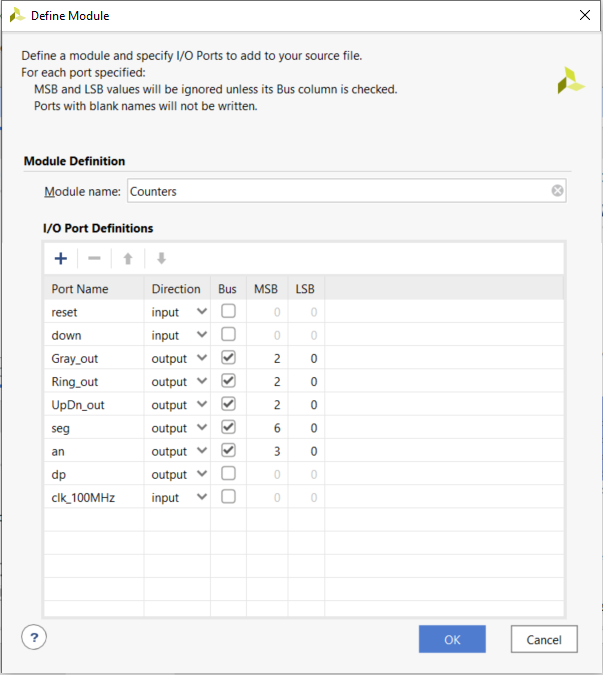 Define Module
Define a module and specify I/O Ports to add to your source file.
For each port specified:
MSB and LSB values will be ignored unless its Bus column is checked.
Ports with blank names will not be written.
Module Definition
Module name: Counters
I/O Port Definitions
Port Name Direction Bus MSB LSB
reset input 0 0
down input 0 0
Gray_out output 2 0
Ring_out output 2 0
UpDn_out output 2 0
seg output 6 0
an output 3 0
dp output 0 0
clk_100MHz input 0 0
? OK Cancel